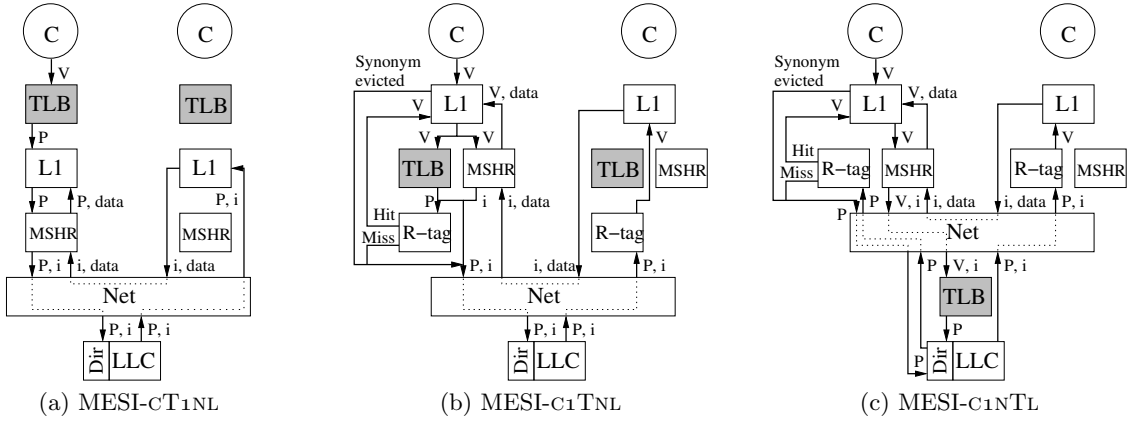 C
C
V
TLB
TLB
P
L1
L1
P
P, data
P, i
MSHR
MSHR
P, i
i, data
i, data
Net
P, i
P, i
Dir
LLC
(a) MESI-CT1NL
C
C
Synonym
evicted
V
V
L1
V, data
L1
V
V
V
TLB
MSHR
TLB
MSHR
P
i
Hit
Miss
R-tag
R-tag
P, i
i, data
i, data
P, i
Net
P, i
P, i
Dir
LLC
(b) MESI-C1TNL
C
C
Synonym
evicted
V
V
L1
V, data
L1
V
V
Hit
Miss
R-tag
MSHR
R-tag
MSHR
P
P
V, i
i, data
i, data
P, i
Net
P
V, i
P, i
TLB
P
P
Dir
LLC
(c) MESI-C1NTL